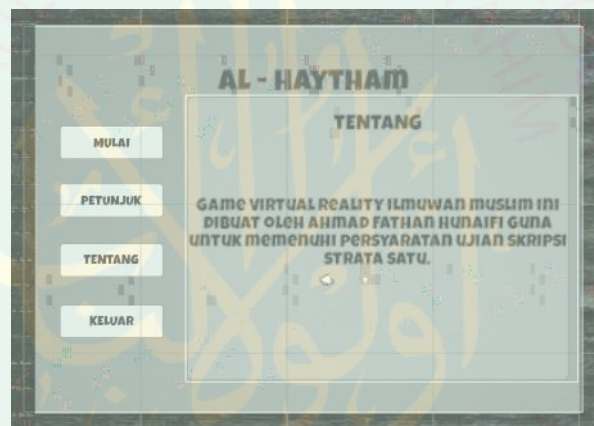 AL - HAYTHAM
MULAI
PETUNJUK
TENTANG
KELUAR
TENTANG
GAME VIRTUAL REALITY ILMUWAN MUSLIM INI
DIBUAT OLEH AHMAD FATHAN HUNAIFI GUNA
UNTUK MEMENUHI PERSYARATAN UJIAN SKRIPSI
STRATA SATU.